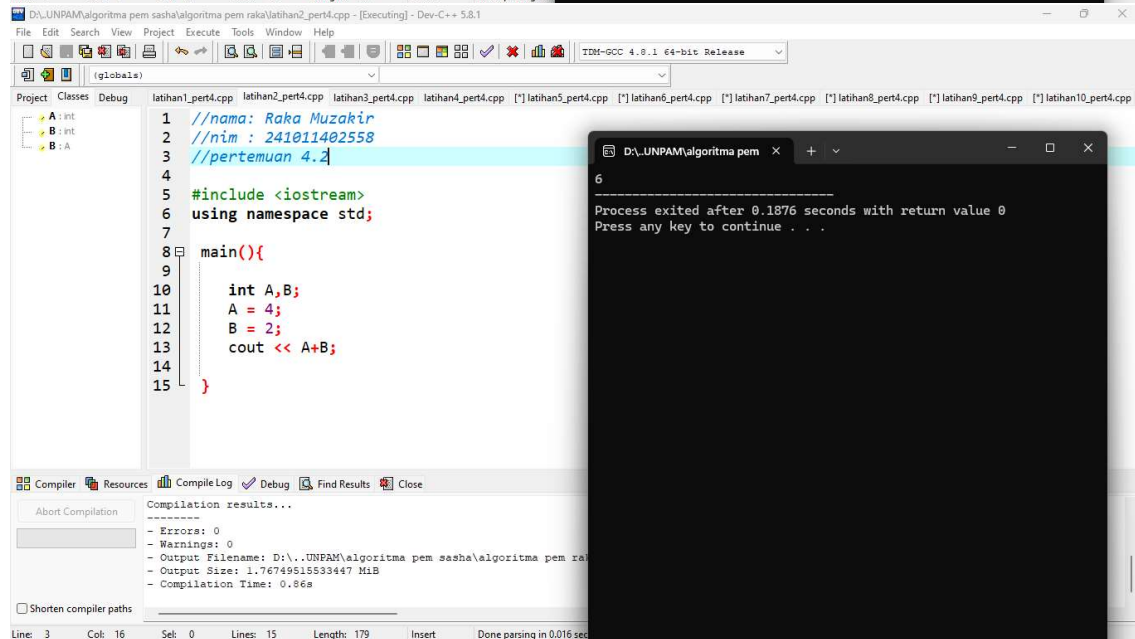 D:\..UNPAM\algoritma pem sasha\algoritma pem raka\latihan2_pert4.cpp - [Executing] - Dev-C++ 5.8.1
File Edit Search View Project Execute Tools Window Help
TDM-GCC 4.8.1 64-bit Release
(globals)
Project Classes Debug
latihan1_pert4.cpp latihan2_pert4.cpp latihan3_pert4.cpp latihan4_pert4.cpp [*] latihan5_pert4.cpp [*] latihan6_pert4.cpp [*] latihan7_pert4.cpp [*] latihan8_pert4.cpp [*] latihan9_pert4.cpp [*] latihan10_pert4.cpp
A : int
B : int
B : A
1 //nama: Raka Muzakir
2 //nim : 241011402558
3 //pertemuan 4.2
4
5 #include <iostream>
6 using namespace std;
7
8 main(){
9
10 int A,B;
11 A = 4;
12 B = 2;
13 cout << A+B;
14
15 }
D:\..UNPAM\algoritma pem
6
--------------------------------
Process exited after 0.1876 seconds with return value 0
Press any key to continue . . .
Compiler Resources Compile Log Debug Find Results Close
Abort Compilation
Shorten compiler paths
Compilation results...
--------
- Errors: 0
- Warnings: 0
- Output Filename: D:\..UNPAM\algoritma pem sasha\algoritma pem ra
- Output Size: 1.76749515533447 MiB
- Compilation Time: 0.86s
Line: 3 Col: 16 Sel: 0 Lines: 15 Length: 179 Insert Done parsing in 0.016 sec